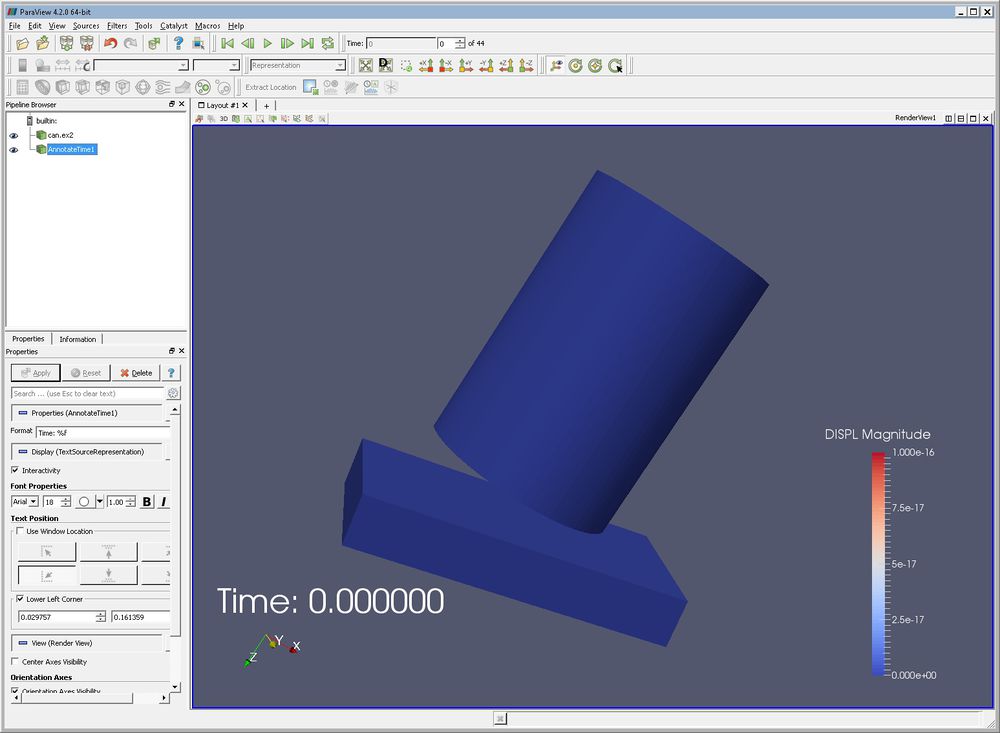 ParaView 4.2.0 64-bit
File Edit View Sources Filters Tools Catalyst Macros Help
Time: 0 0 of 44
Representation
Extract Location
Pipeline Browser
Layout #1 +
3D RenderView1
builtin:
can.ex2
AnnotateTime1
Properties Information
Properties
Apply Reset Delete ?
Search ... (use Esc to clear text)
Properties (AnnotateTime1)
Format Time: %f
Display (TextSourceRepresentation)
Interactivity
Font Properties
Arial 18 1.00 B I
Text Position
Use Window Location
Lower Left Corner
0.029757 0.161359
View (Render View)
Center Axes Visibility
Orientation Axes
Orientation Axes Visibility
DISPL Magnitude
1.000e-16
7.5e-17
5e-17
2.5e-17
0.000e+00
Time: 0.000000
Y
X
Z